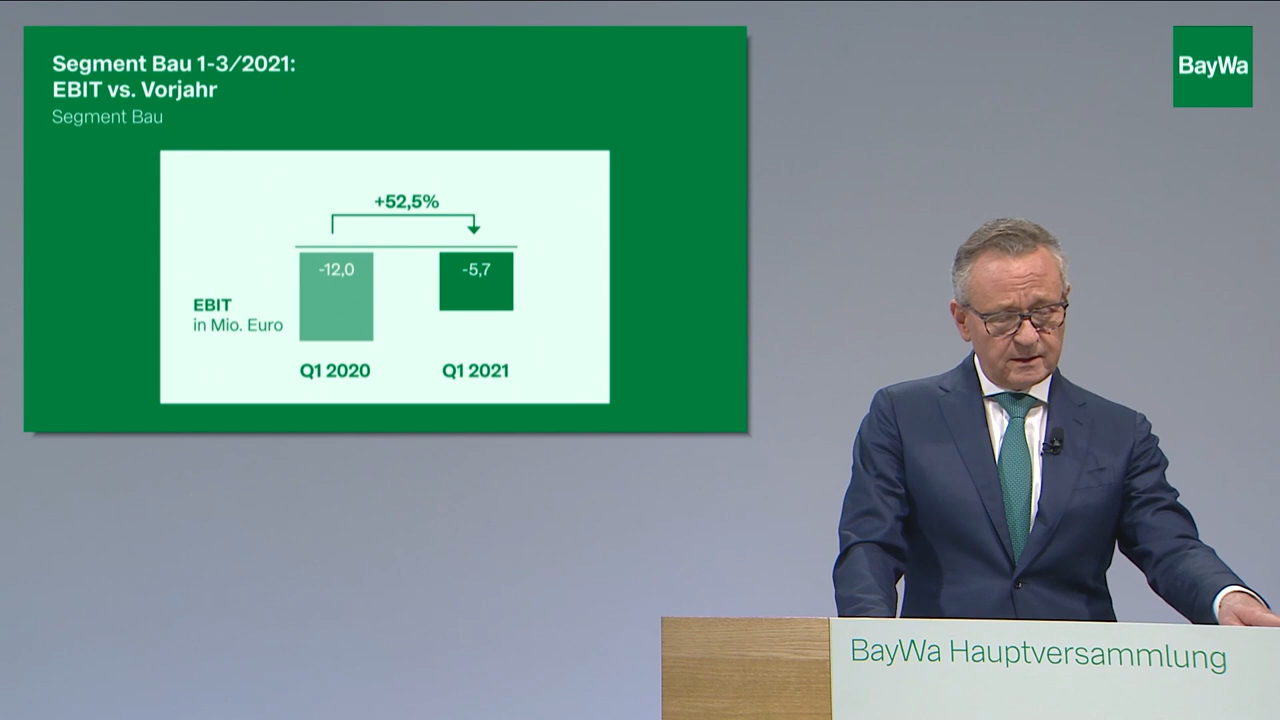 Segment Bau 1-3/2021:
EBIT vs. Vorjahr
Segment Bau
+52,5%
-12,0
-5,7
EBIT
in Mio. Euro
Q1 2020
Q1 2021
BayWa
BayWa Hauptversammlung